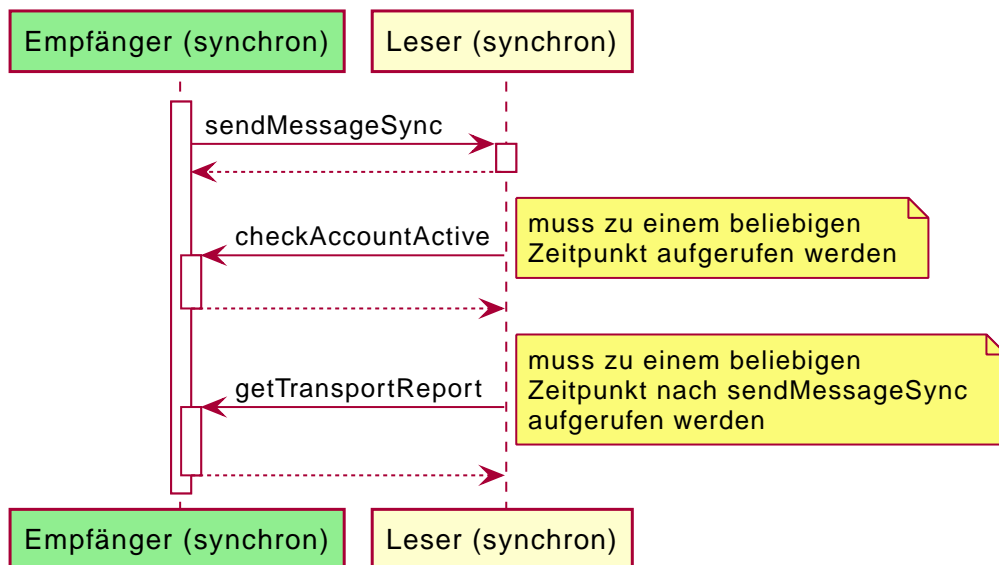 Empfänger (synchron)
Leser (synchron)
sendMessageSync
muss zu einem beliebigen
Zeitpunkt aufgerufen werden
checkAccountActive
muss zu einem beliebigen
Zeitpunkt nach sendMessageSync
aufgerufen werden
getTransportReport
Empfänger (synchron)
Leser (synchron)